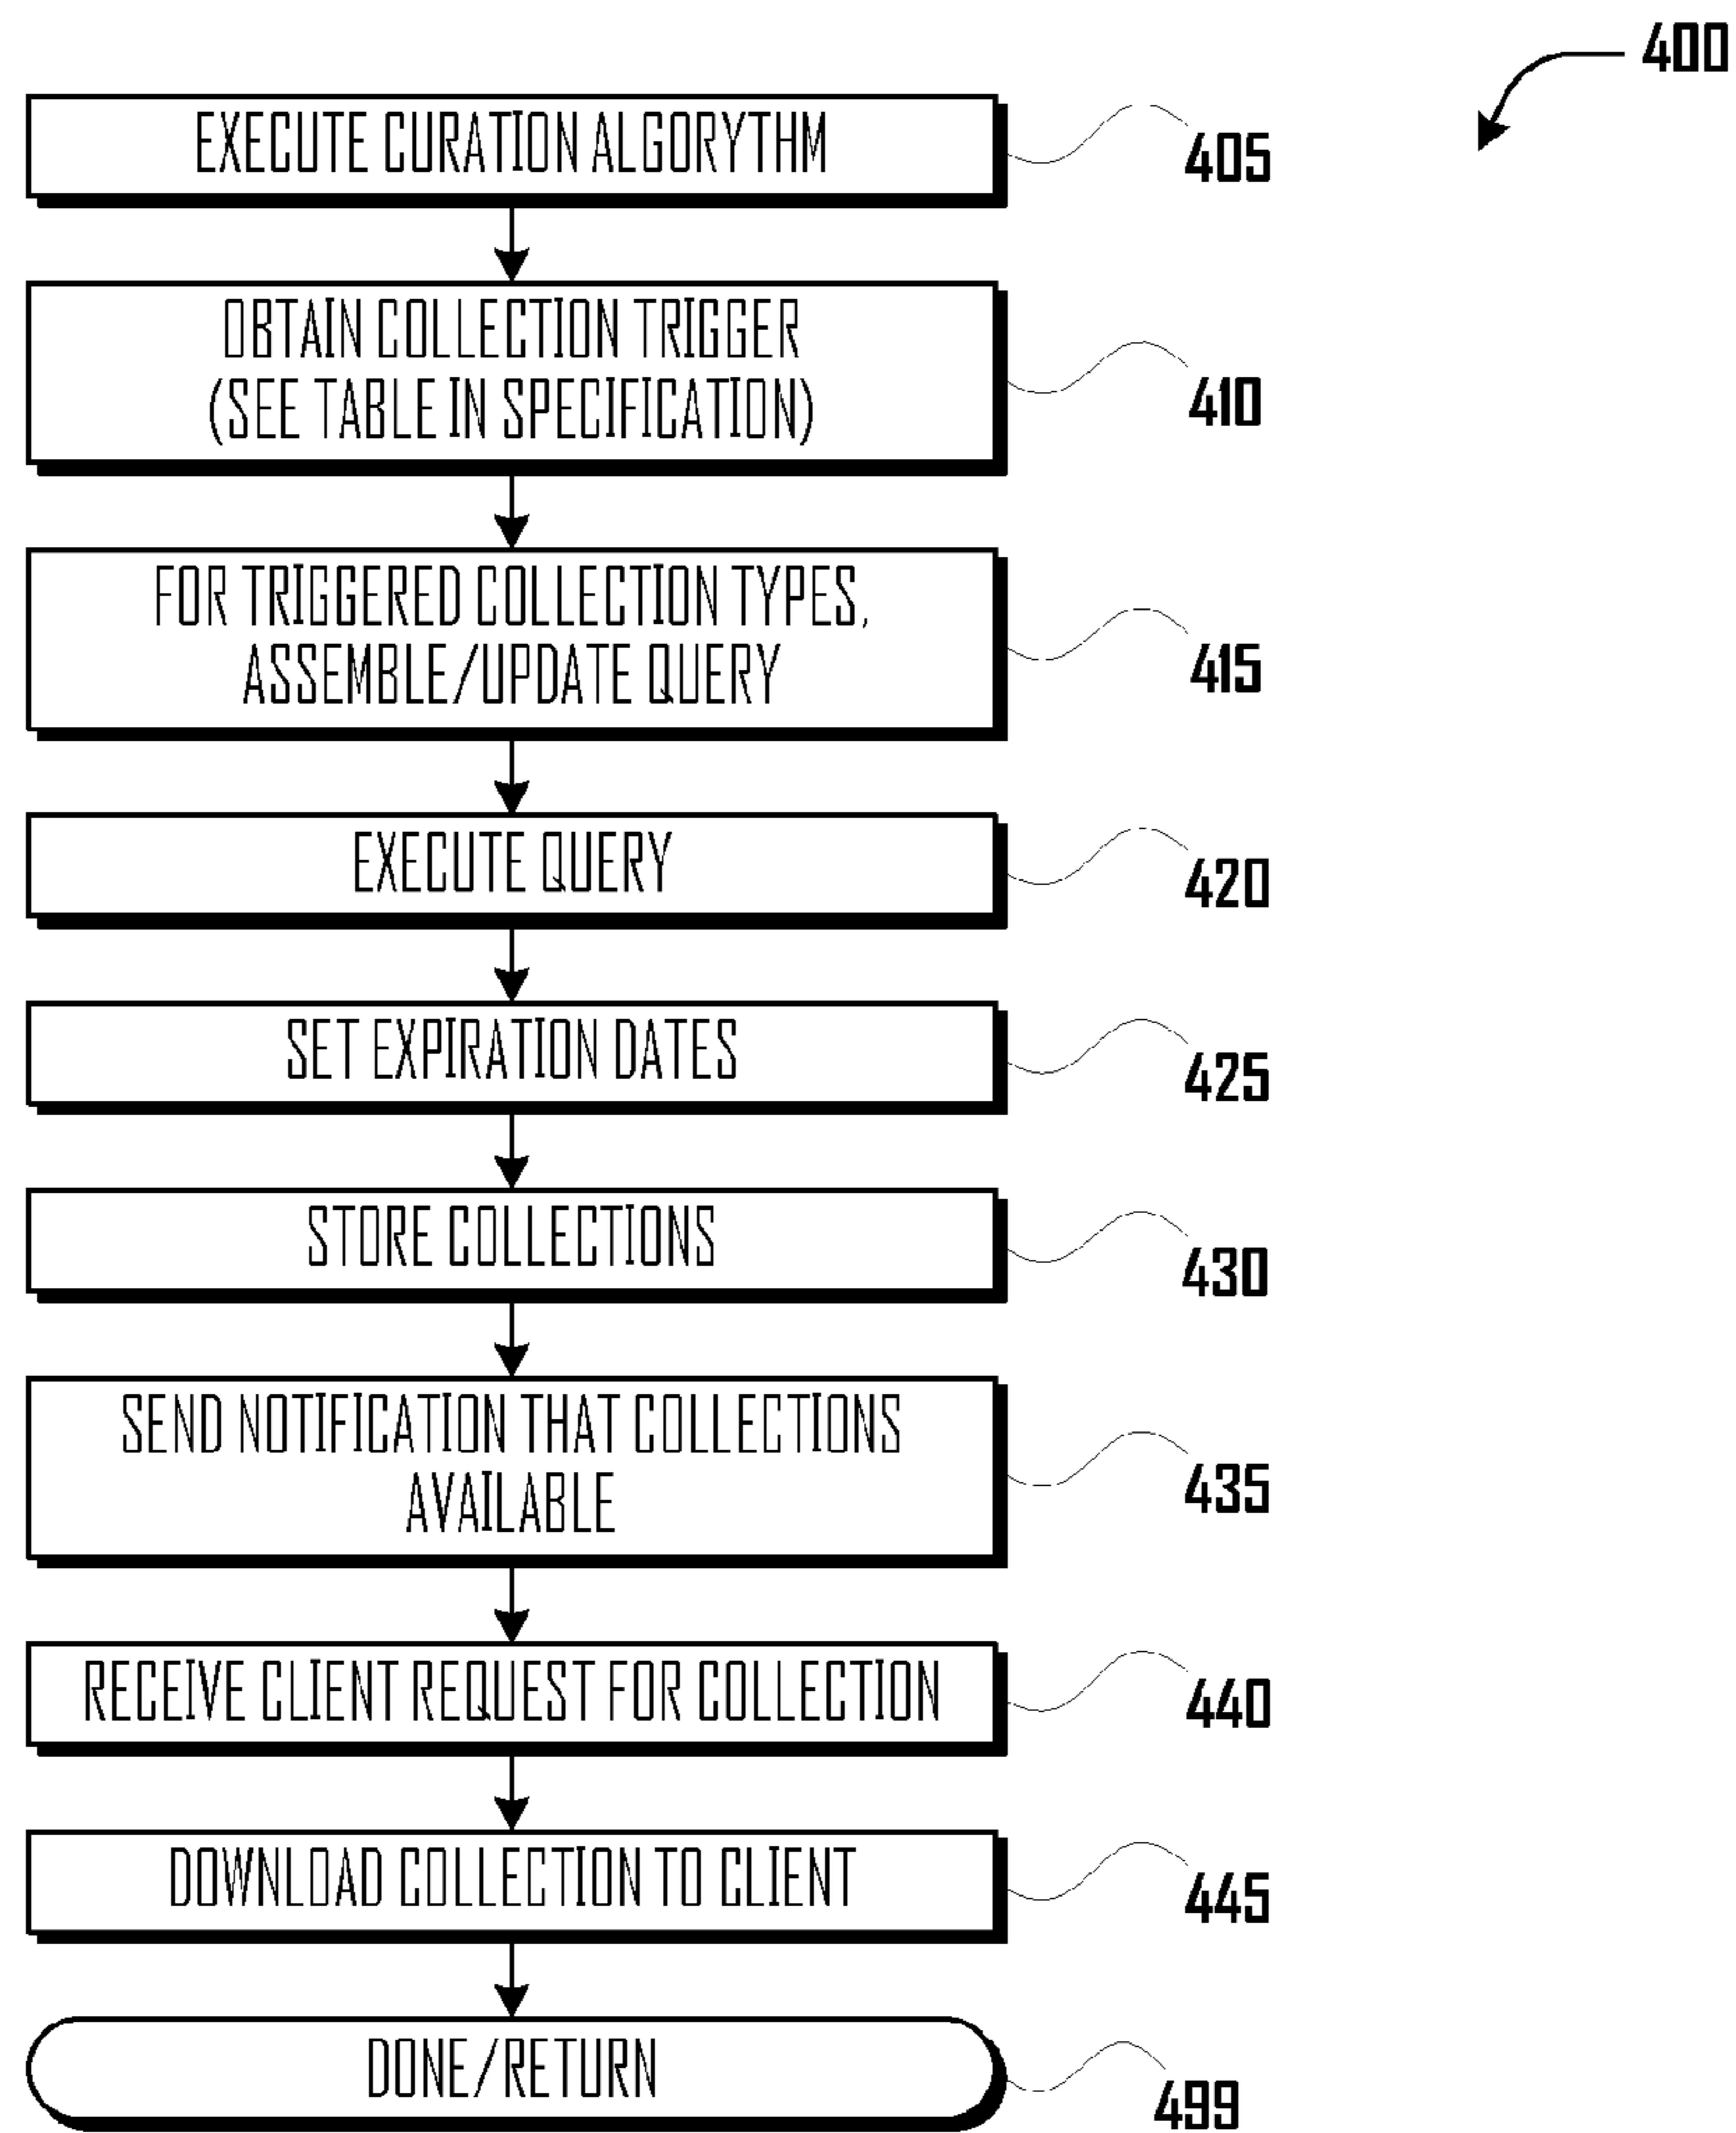 400
EXECUTE CURATION ALGORYTHM
405
OBTAIN COLLECTION TRIGGER
(SEE TABLE IN SPECIFICATION)
410
FOR TRIGGERED COLLECTION TYPES,
ASSEMBLE/UPDATE QUERY
415
EXECUTE QUERY
420
SET EXPIRATION DATES
425
STORE COLLECTIONS
430
SEND NOTIFICATION THAT COLLECTIONS
AVAILABLE
435
RECEIVE CLIENT REQUEST FOR COLLECTION
440
DOWNLOAD COLLECTION TO CLIENT
445
DONE/RETURN
499